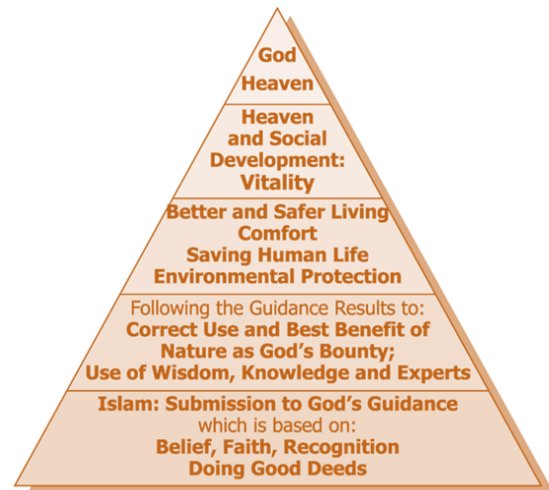 God
Heaven
Heaven
and Social
Development:
Vitality
Better and Safer Living
Comfort
Saving Human Life
Environmental Protection
Following the Guidance Results to:
Correct Use and Best Benefit of
Nature as God's Bounty;
Use of Wisdom, Knowledge and Experts
Islam: Submission to God's Guidance
which is based on:
Belief, Faith, Recognition
Doing Good Deeds